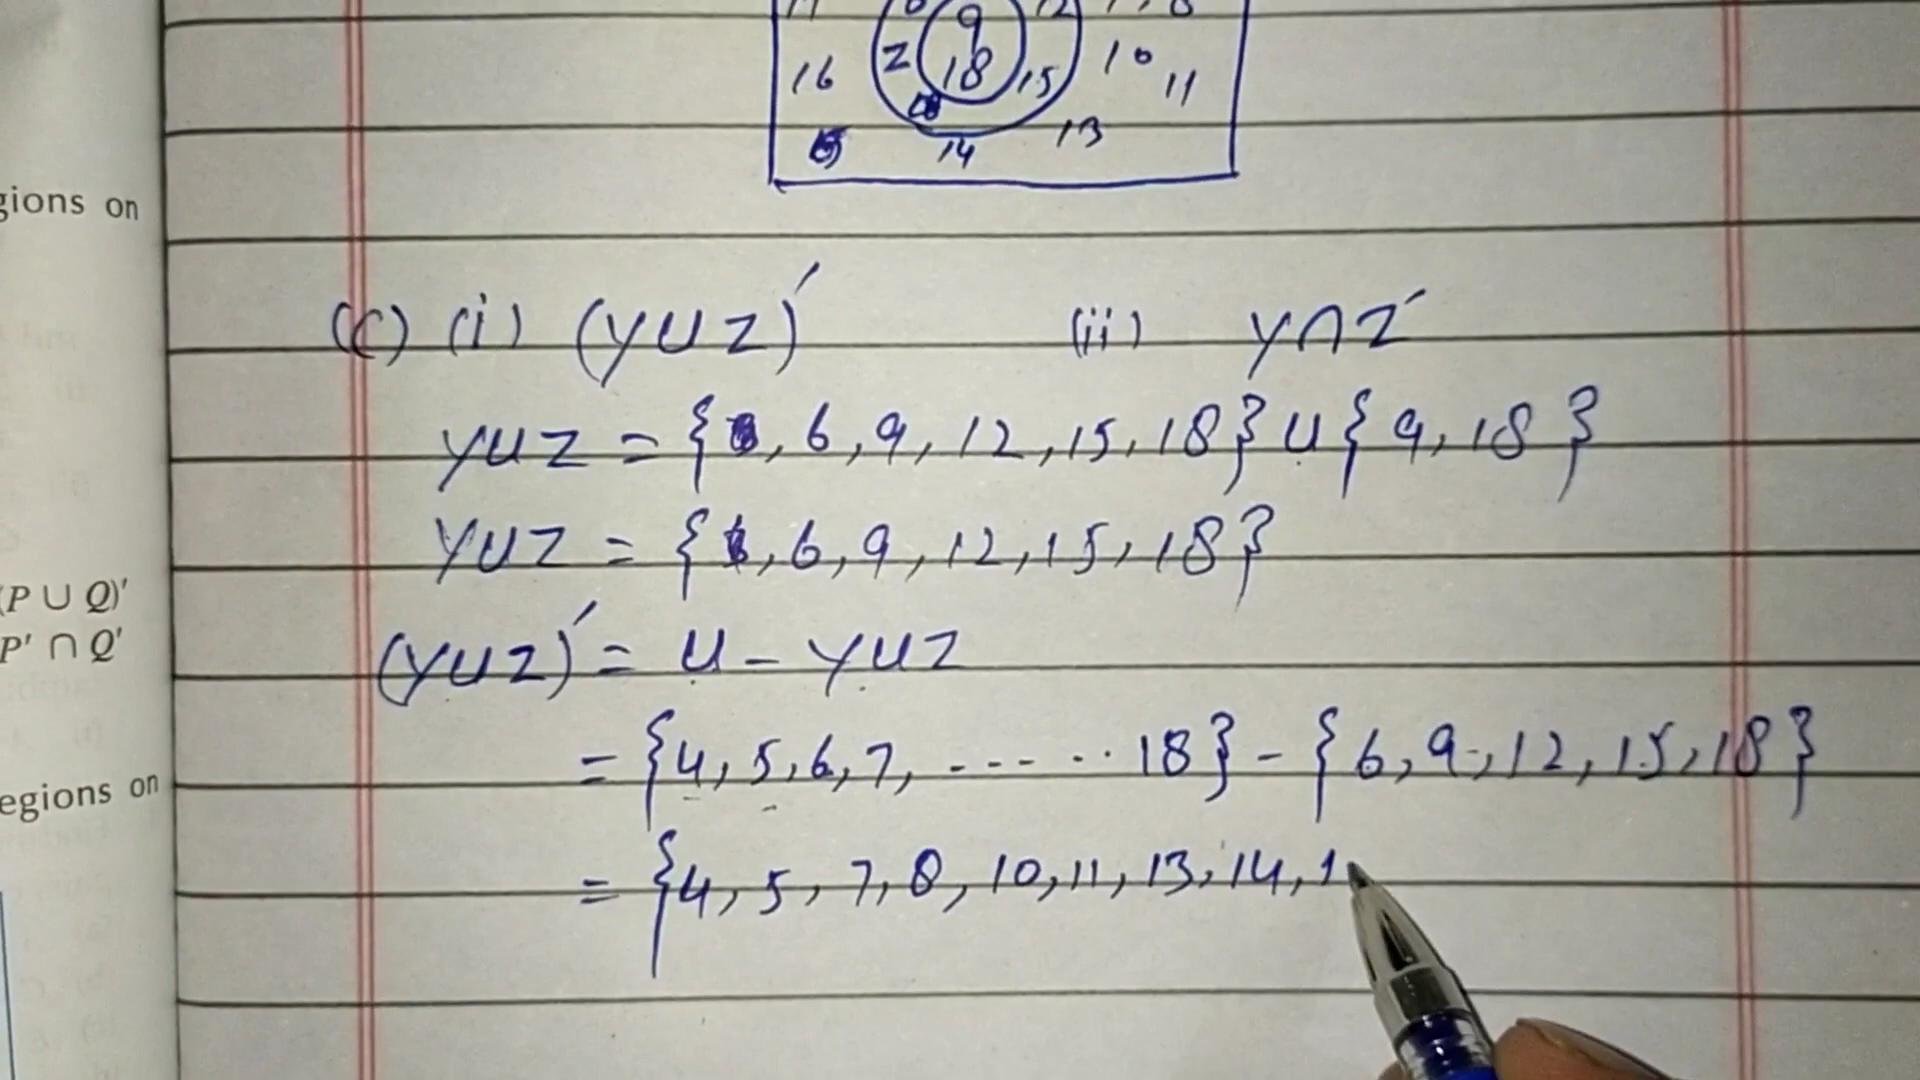 9 12
16 Z 18 15 10 11
14 13
gions on
(c) (i) (Y∪Z)′ (ii) Y∩Z′
Y∪Z = { , 6, 9, 12, 15, 18} ∪ { 9, 18 }
Y∪Z = { , 6, 9, 12, 15, 18}
(P ∪ Q)′
P′ ∩ Q′
(Y∪Z)′ = U - Y∪Z
= {4, 5, 6, 7, ------18} - {6, 9, 12, 15, 18}
egions on
= {4, 5, 7, 8, 10, 11, 13, 14, 1